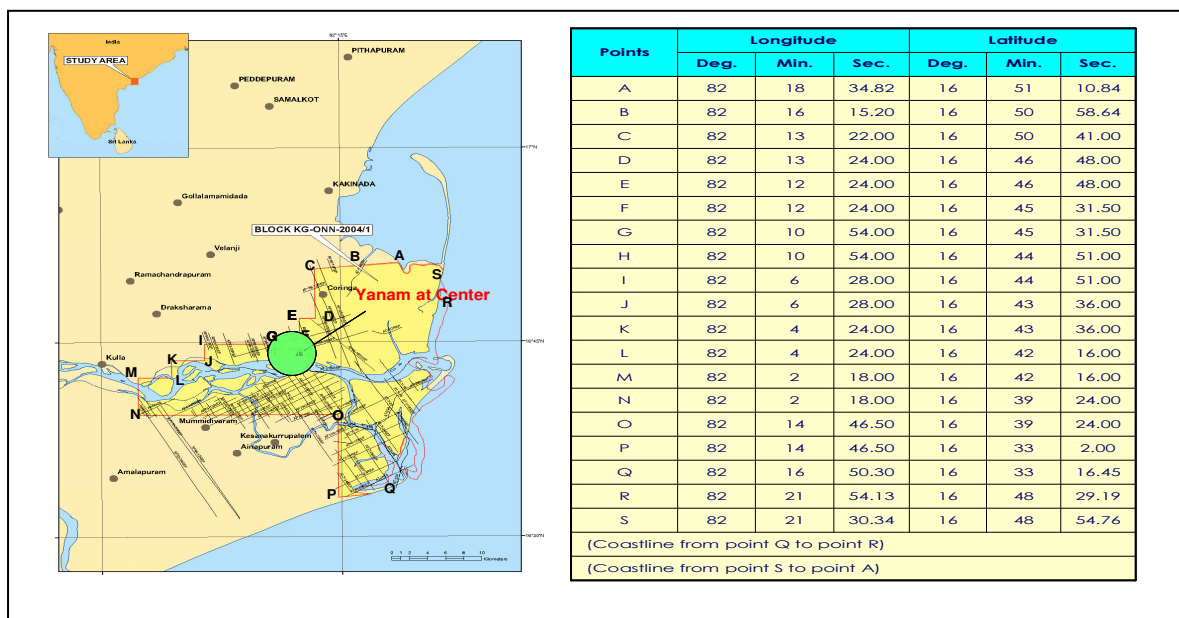 India
STUDY AREA
Sri Lanka
82°15'E
PITHAPURAM
PEDDEPURAM
SAMALKOT
17°N
KAKINADA
Gollalamamidada
BLOCK KG-ONN-2004/1
Velanji
B
A
C
S
Ramachandrapuram
Coringa
Yanam at Center
R
Draksharama
E
D
F
I
G
16°45'N
Kulla
K
J
M
L
N
O
Mummidivaram
Kesanakurrupalem
Ainapuram
Amalapuram
P
Q
16°30'N
0 1 2 4 6 8 10
Kilometers
Points Longitude Latitude
Deg. Min. Sec. Deg. Min. Sec.
A 82 18 34.82 16 51 10.84
B 82 16 15.20 16 50 58.64
C 82 13 22.00 16 50 41.00
D 82 13 24.00 16 46 48.00
E 82 12 24.00 16 46 48.00
F 82 12 24.00 16 45 31.50
G 82 10 54.00 16 45 31.50
H 82 10 54.00 16 44 51.00
I 82 6 28.00 16 44 51.00
J 82 6 28.00 16 43 36.00
K 82 4 24.00 16 43 36.00
L 82 4 24.00 16 42 16.00
M 82 2 18.00 16 42 16.00
N 82 2 18.00 16 39 24.00
O 82 14 46.50 16 39 24.00
P 82 14 46.50 16 33 2.00
Q 82 16 50.30 16 33 16.45
R 82 21 54.13 16 48 29.19
S 82 21 30.34 16 48 54.76
(Coastline from point Q to point R)
(Coastline from point S to point A)